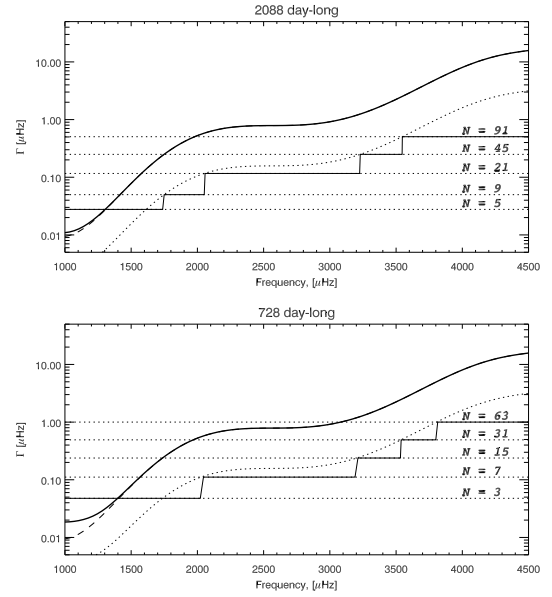 2088 day-long
10.00
1.00
0.10
0.01
Γ [μHz]
N = 91
N = 45
N = 21
N = 9
N = 5
1000 1500 2000 2500 3000 3500 4000 4500
Frequency, [μHz]
728 day-long
10.00
1.00
0.10
0.01
Γ [μHz]
N = 63
N = 31
N = 15
N = 7
N = 3
1000 1500 2000 2500 3000 3500 4000 4500
Frequency, [μHz]